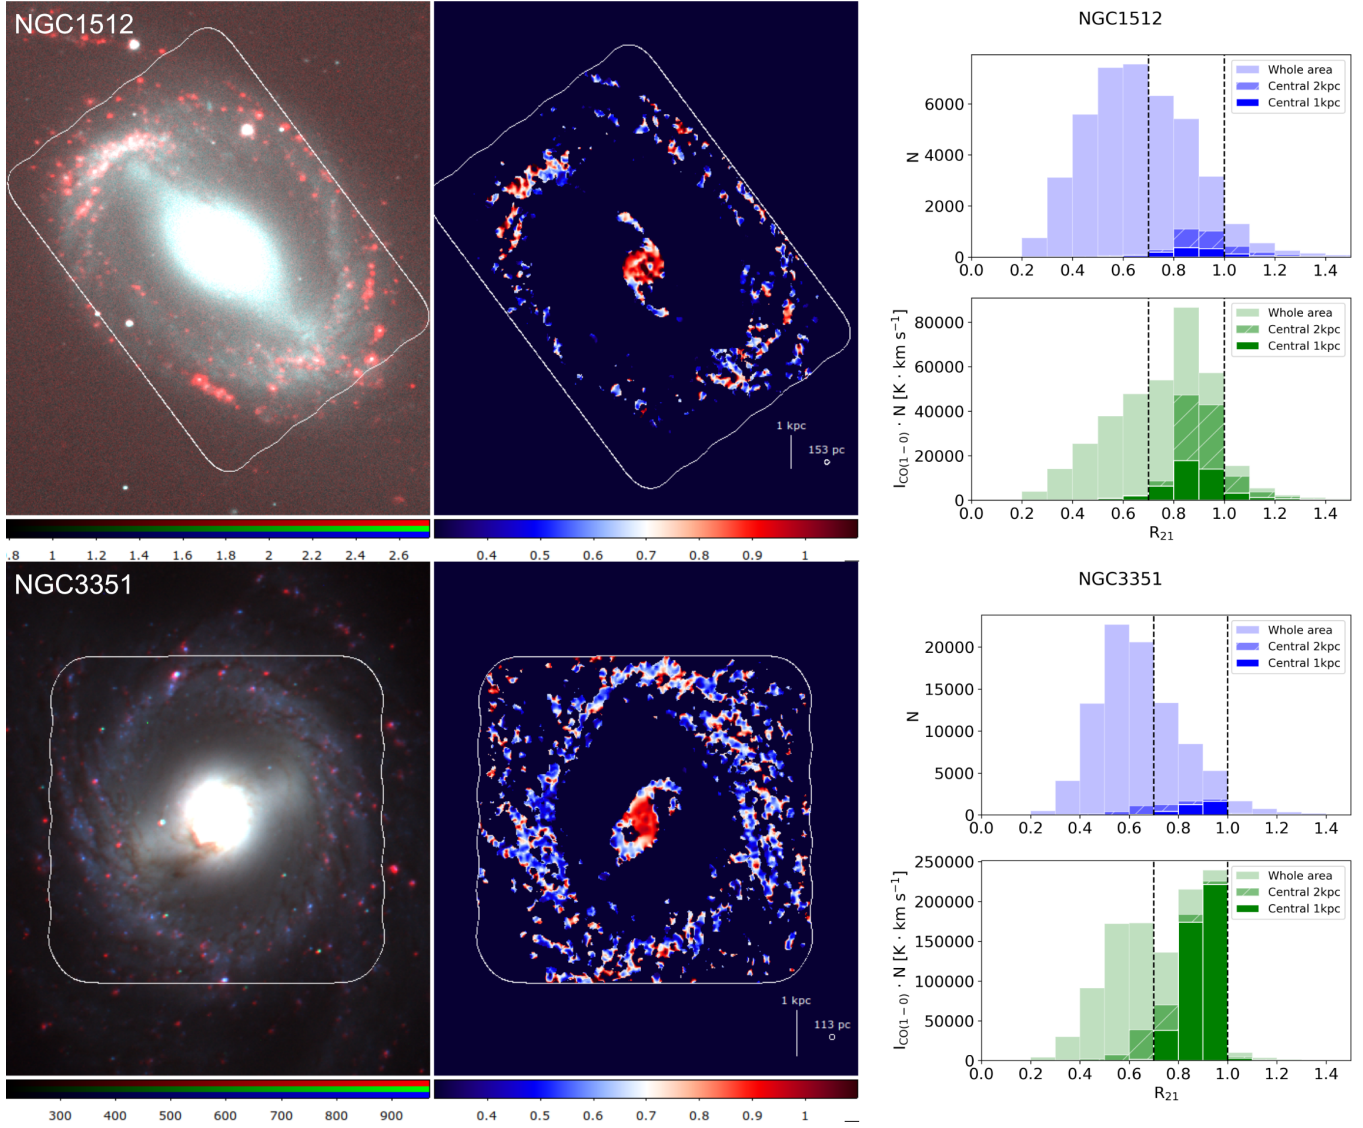 NGC1512
1 kpc
153 pc
.8 1 1.2 1.4 1.6 1.8 2 2.2 2.4 2.6
0.4 0.5 0.6 0.7 0.8 0.9 1
NGC1512
Whole area
Central 2kpc
Central 1kpc
N
6000
4000
2000
0
0.0 0.2 0.4 0.6 0.8 1.0 1.2 1.4
Whole area
Central 2kpc
Central 1kpc
I_CO(1−0) · N [K · km s⁻¹]
80000
60000
40000
20000
0
0.0 0.2 0.4 0.6 0.8 1.0 1.2 1.4
R₂₁
NGC3351
1 kpc
113 pc
300 400 500 600 700 800 900
0.4 0.5 0.6 0.7 0.8 0.9 1
NGC3351
Whole area
Central 2kpc
Central 1kpc
N
20000
15000
10000
5000
0
0.0 0.2 0.4 0.6 0.8 1.0 1.2 1.4
Whole area
Central 2kpc
Central 1kpc
I_CO(1−0) · N [K · km s⁻¹]
250000
200000
150000
100000
50000
0
0.0 0.2 0.4 0.6 0.8 1.0 1.2 1.4
R₂₁